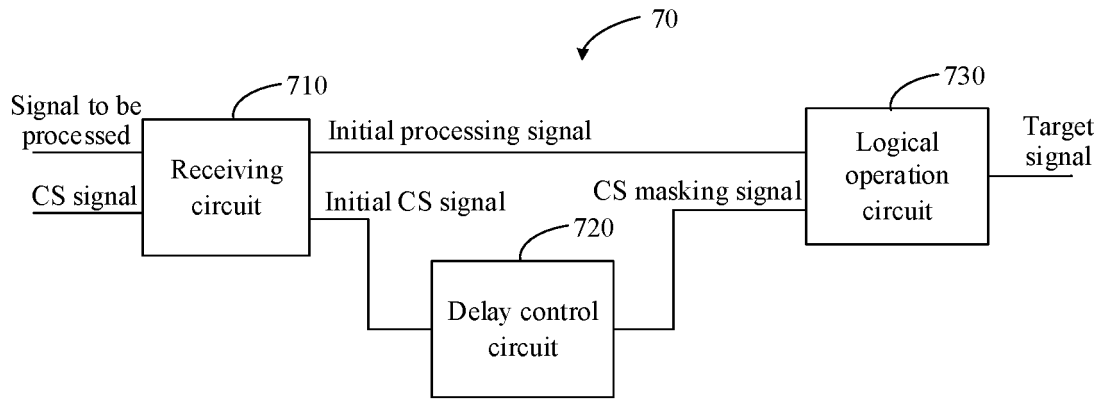 70
710
730
Signal to be
processed
Initial processing signal
Target
signal
Receiving
circuit
Logical
operation
circuit
CS signal
Initial CS signal
CS masking signal
720
Delay control
circuit